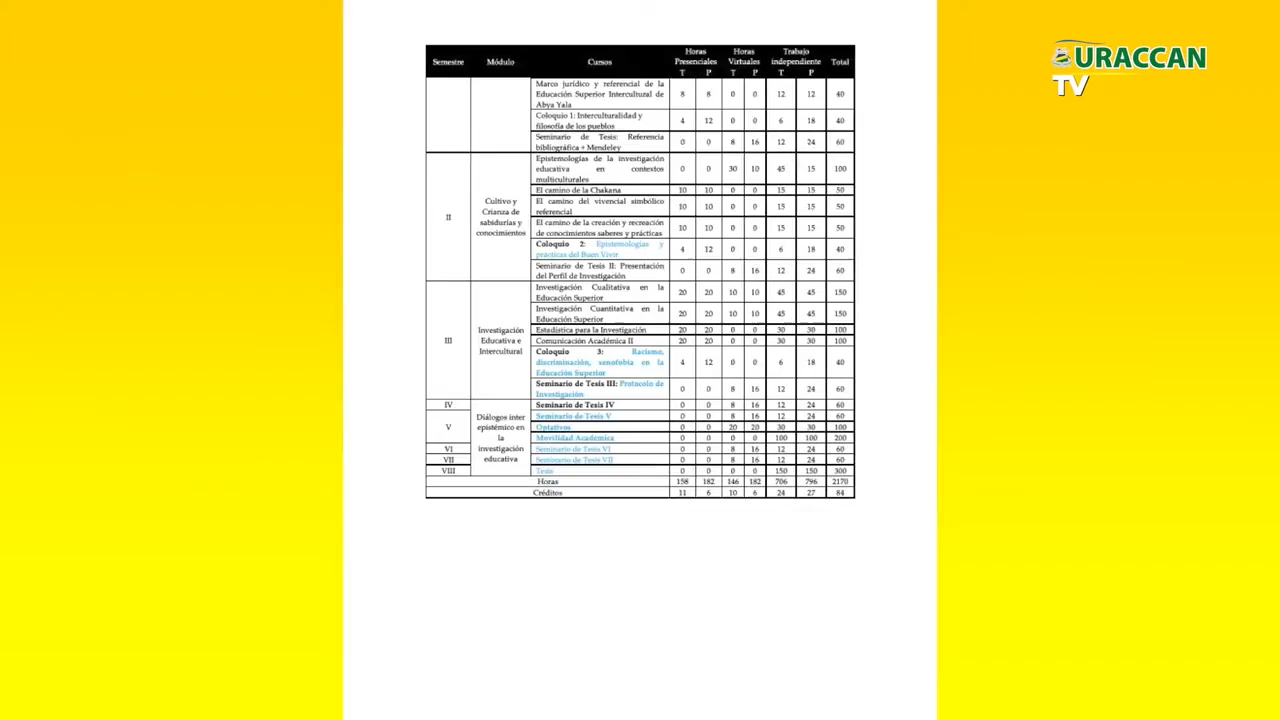 URACCAN
TV
Semestre Módulo Cursos Horas Presenciales Horas Virtuales Trabajo independiente Total
T P T P T P
Marco jurídico y referencial de la
Educación Superior Intercultural de
Abya Yala 8 8 0 0 12 12 40
Coloquio 1: Interculturalidad y
filosofía de los pueblos 4 12 0 0 6 18 40
Seminario de Tesis: Referencia
bibliográfica + Mendeley 0 0 8 16 12 24 60
II Cultivo y Crianza de sabidurías y conocimientos
Epistemologías de la investigación
educativa en contextos
multiculturales 0 0 30 10 45 15 100
El camino de la Chakana 10 10 0 0 15 15 50
El camino del vivencial simbólico
referencial 10 10 0 0 15 15 50
El camino de la creación y recreación
de conocimientos saberes y prácticas 10 10 0 0 15 15 50
Coloquio 2: Epistemologías y
prácticas del Buen Vivir 4 12 0 0 6 18 40
Seminario de Tesis II: Presentación
del Perfil de Investigación 0 0 8 16 12 24 60
III Investigación Educativa e Intercultural
Investigación Cualitativa en la
Educación Superior 20 20 10 10 45 45 150
Investigación Cuantitativa en la
Educación Superior 20 20 10 10 45 45 150
Estadística para la Investigación 20 20 0 0 30 30 100
Comunicación Académica II 20 20 0 0 30 30 100
Coloquio 3: Racismo,
discriminación, xenofobia en la
Educación Superior 4 12 0 0 6 18 40
Seminario de Tesis III: Protocolo de
Investigación 0 0 8 16 12 24 60
Diálogos inter epistémico en la investigación educativa
IV Seminario de Tesis IV 0 0 8 16 12 24 60
V Seminario de Tesis V 0 0 8 16 12 24 60
Optativos 0 0 20 20 30 30 100
Movilidad Académica 0 0 0 0 100 100 200
VI Seminario de Tesis VI 0 0 8 16 12 24 60
VII Seminario de Tesis VII 0 0 8 16 12 24 60
VIII Tesis 0 0 0 0 150 150 300
Horas 158 182 146 182 706 796 2170
Créditos 11 6 10 6 24 27 84